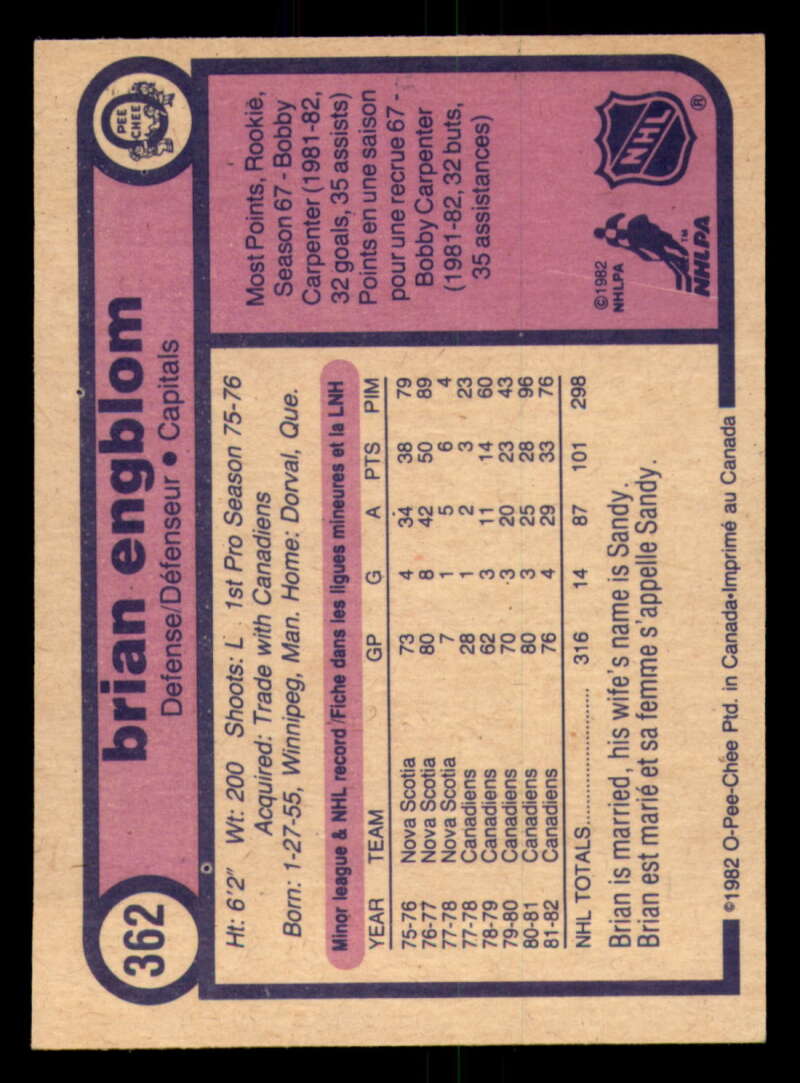 362
brian engblom
Defense/Défenseur • Capitals
O
PEE
CHEE
Ht: 6'2" Wt: 200 Shoots: L 1st Pro Season 75-76
Acquired: Trade with Canadiens
Born: 1-27-55, Winnipeg, Man. Home: Dorval, Que.
Minor league & NHL record/Fiche dans les ligues mineures et la LNH
YEAR TEAM GP G A PTS PIM
75-76 Nova Scotia 73 4 34 38 79
76-77 Nova Scotia 80 8 42 50 89
77-78 Nova Scotia 7 1 5 6 4
77-78 Canadiens 28 1 2 3 23
78-79 Canadiens 62 3 11 14 60
79-80 Canadiens 70 3 20 23 43
80-81 Canadiens 80 3 25 28 96
81-82 Canadiens 76 4 29 33 76
NHL TOTALS.................... 316 14 87 101 298
Brian is married, his wife's name is Sandy.
Brian est marié et sa femme s'appelle Sandy.
Most Points, Rookie,
Season 67 - Bobby
Carpenter (1981-82,
32 goals, 35 assists)
Points en une saison
pour une recrue 67 -
Bobby Carpenter
(1981-82, 32 buts,
35 assistances)
©1982
NHLPA
NHLPA™
NHL®
©1982 O-Pee-Chee Ptd. in Canada•Imprimé au Canada